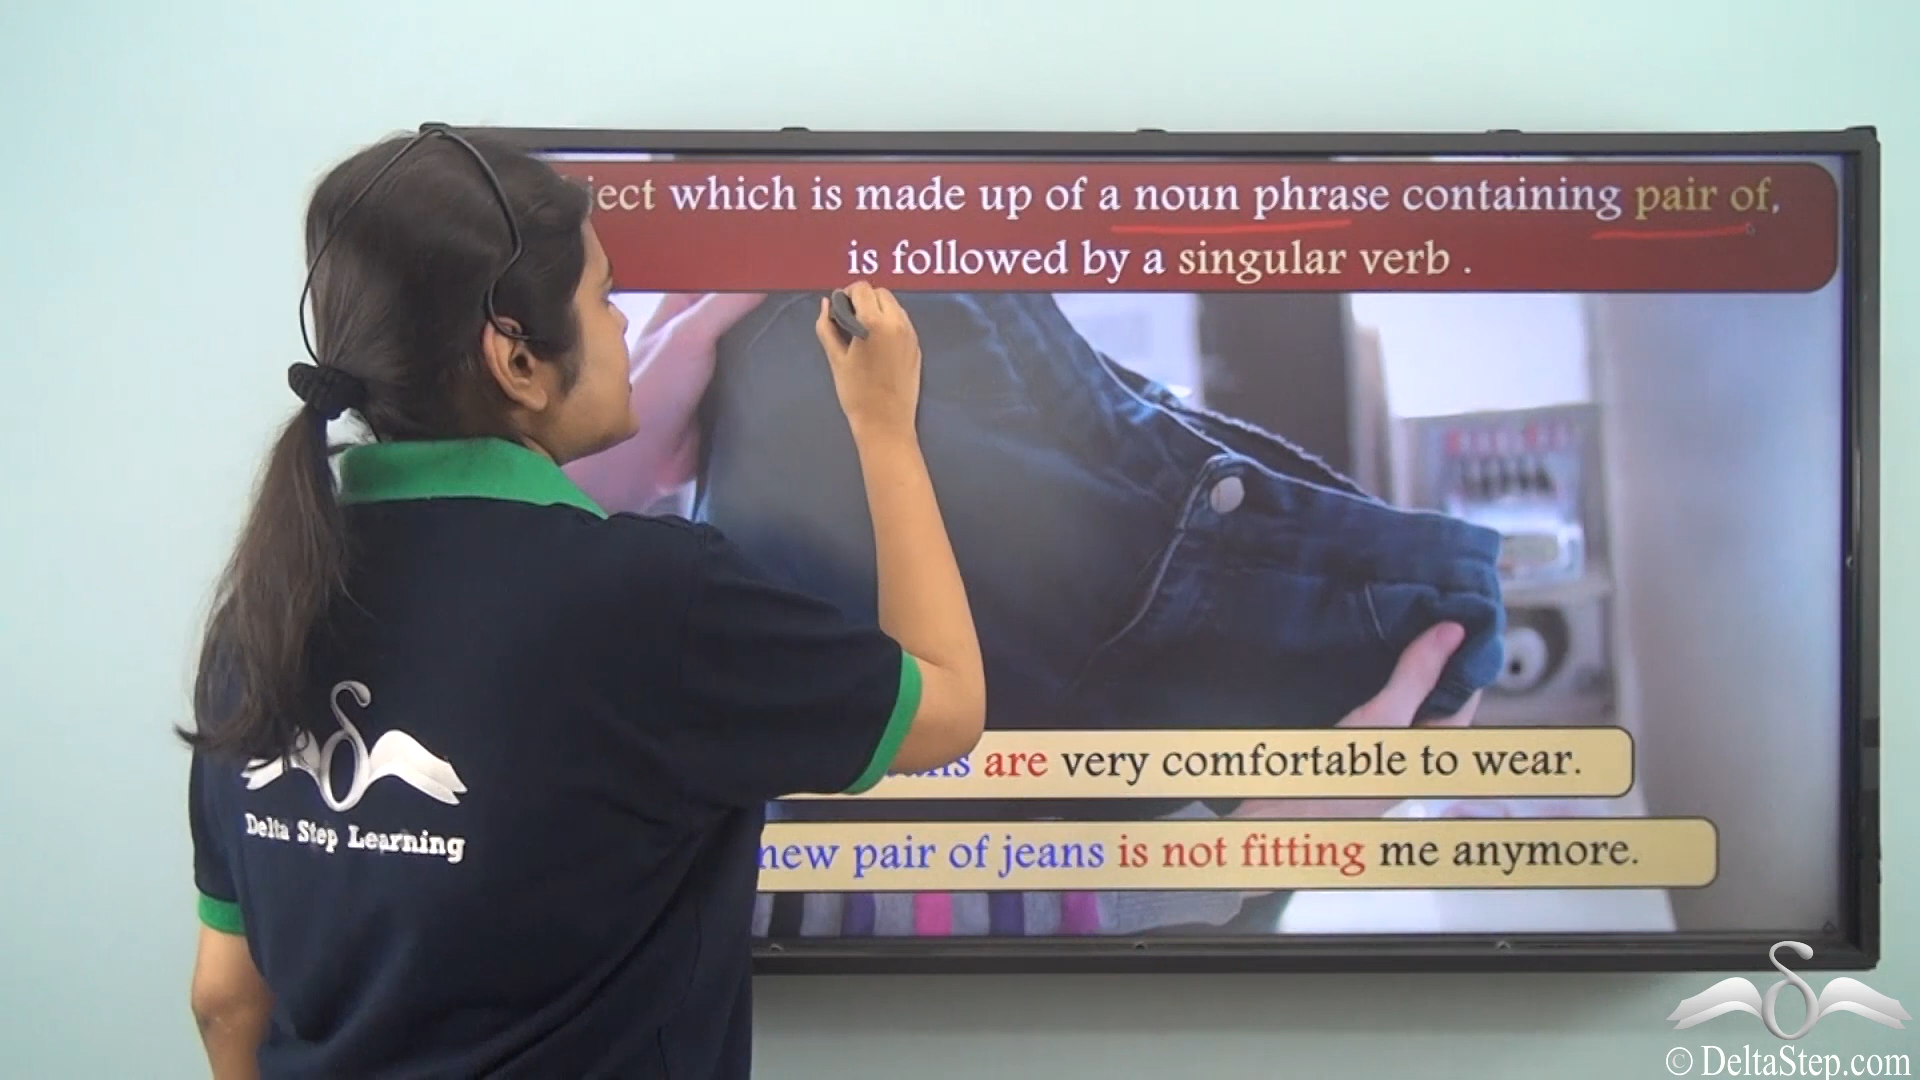 which is made up of a noun phrase containing pair of,
is followed by a singular verb .
are very comfortable to wear.
new pair of jeans is not fitting me anymore.
Delta Step Learning
© DeltaStep.com